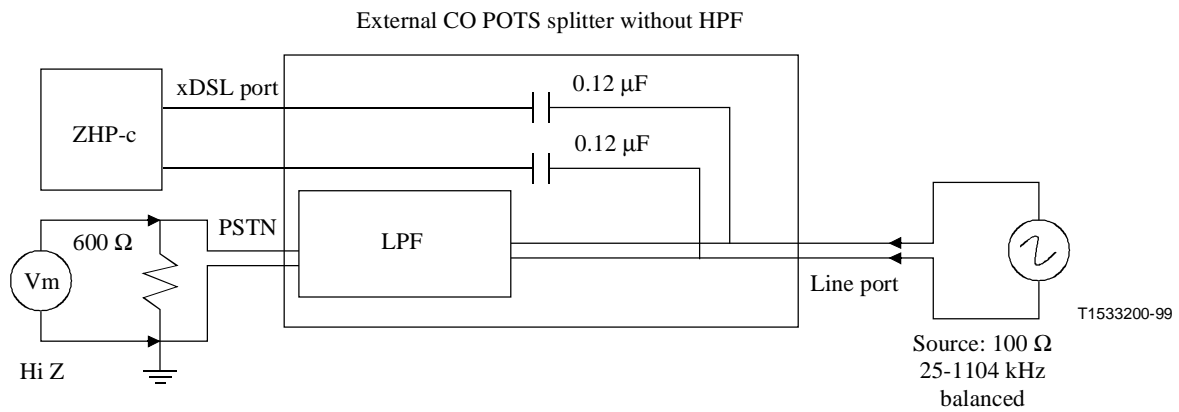 External CO POTS splitter without HPF
xDSL port
0.12 μF
ZHP-c
0.12 μF
PSTN
LPF
600 Ω
Vm
Line port
Hi Z
T1533200-99
Source: 100 Ω
25-1104 kHz
balanced